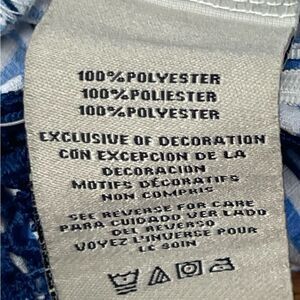 100%POLYESTER
100%POLIESTER
100%POLYESTER
EXCLUSIVE OF DECORATION
CON EXCEPCION DE LA
DECORACION
MOTIFS DÉCORATIFS
NON COMPRIS
SEE REVERSE FOR CARE
PARA CUIDADO VER LADO
DEL REVERSO
VOYEZ L'INVERSE POUR
LE SOIN